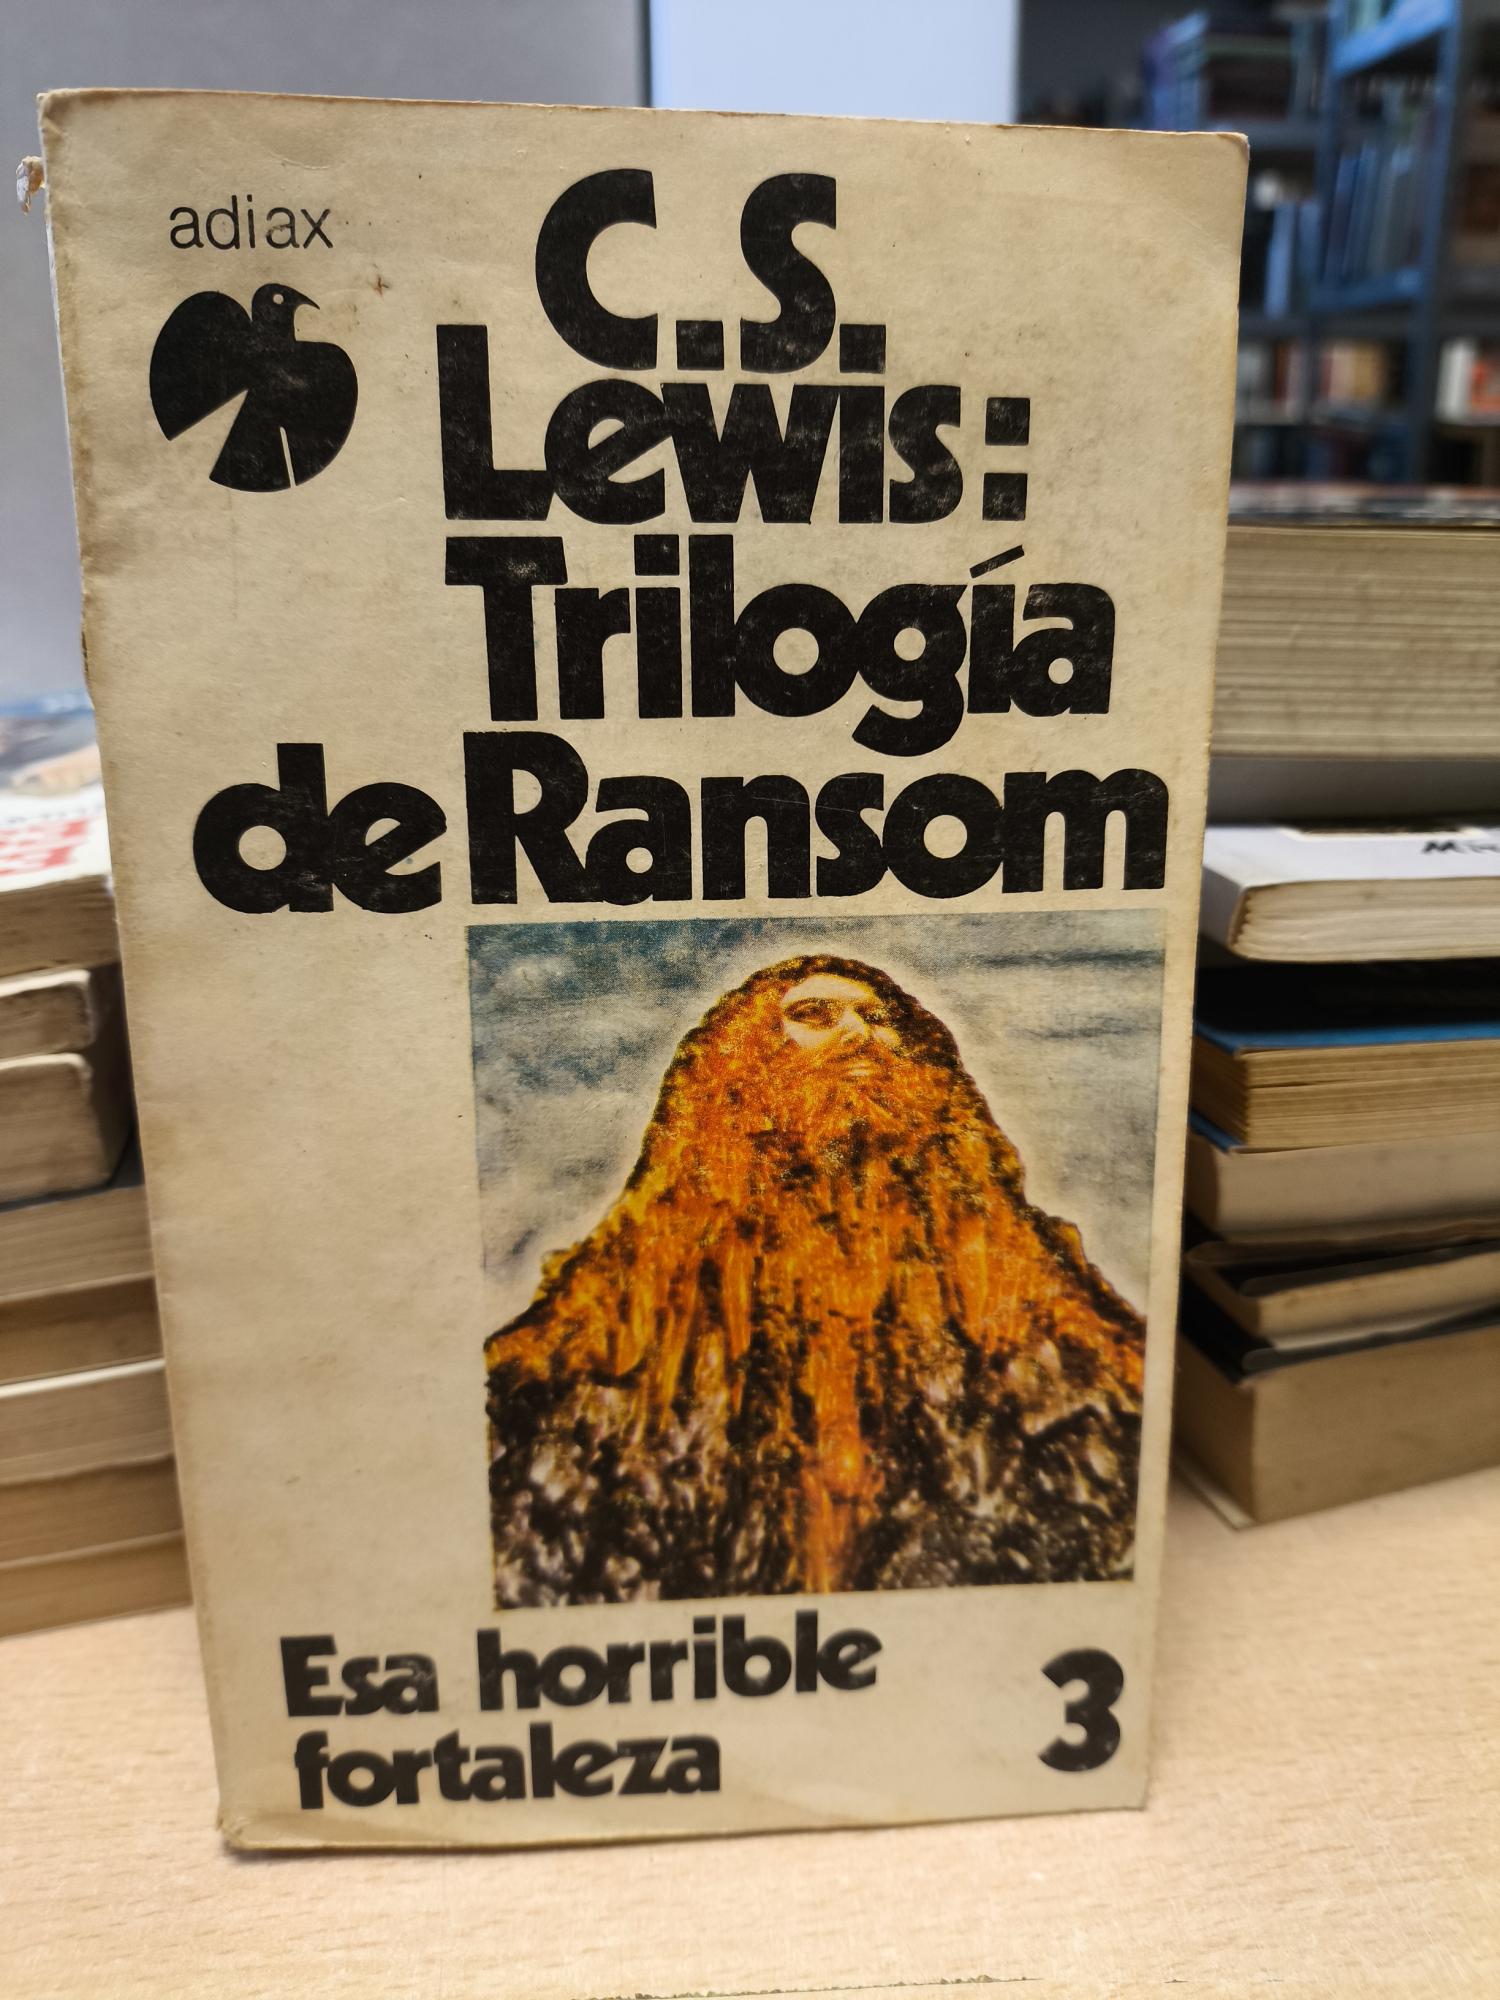 adiax
C.S.
Lewis:
Trilogía
de Ransom
Esa horrible
fortaleza
3